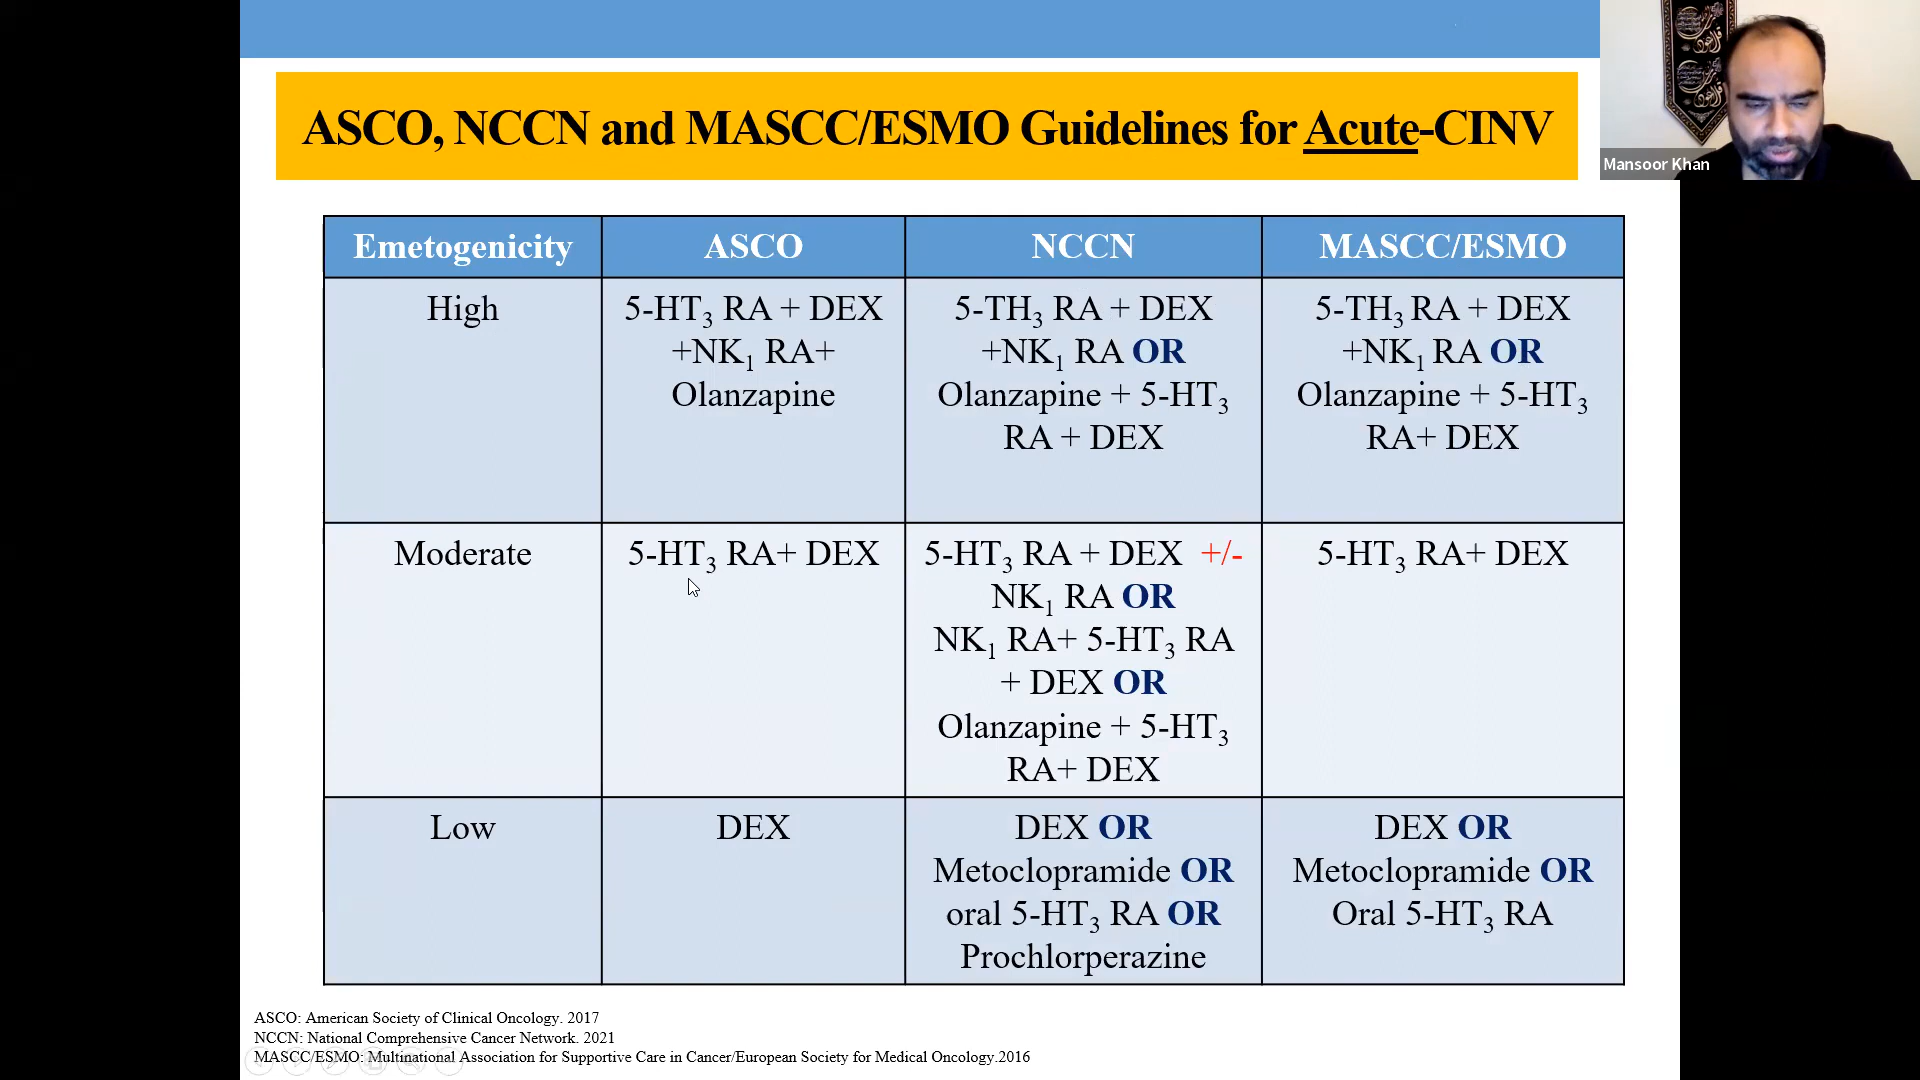 ASCO, NCCN and MASCC/ESMO Guidelines for Acute-CINV
Mansoor Khan
Emetogenicity
ASCO
NCCN
MASCC/ESMO
High
5-HT₃ RA + DEX
+NK₁ RA+
Olanzapine
5-TH₃ RA + DEX
+NK₁ RA OR
Olanzapine + 5-HT₃
RA + DEX
5-TH₃ RA + DEX
+NK₁ RA OR
Olanzapine + 5-HT₃
RA+ DEX
Moderate
5-HT₃ RA+ DEX
5-HT₃ RA + DEX +/-
NK₁ RA OR
NK₁ RA+ 5-HT₃ RA
+ DEX OR
Olanzapine + 5-HT₃
RA+ DEX
5-HT₃ RA+ DEX
Low
DEX
DEX OR
Metoclopramide OR
oral 5-HT₃ RA OR
Prochlorperazine
DEX OR
Metoclopramide OR
Oral 5-HT₃ RA
ASCO: American Society of Clinical Oncology. 2017
NCCN: National Comprehensive Cancer Network. 2021
MASCC/ESMO: Multinational Association for Supportive Care in Cancer/European Society for Medical Oncology.2016